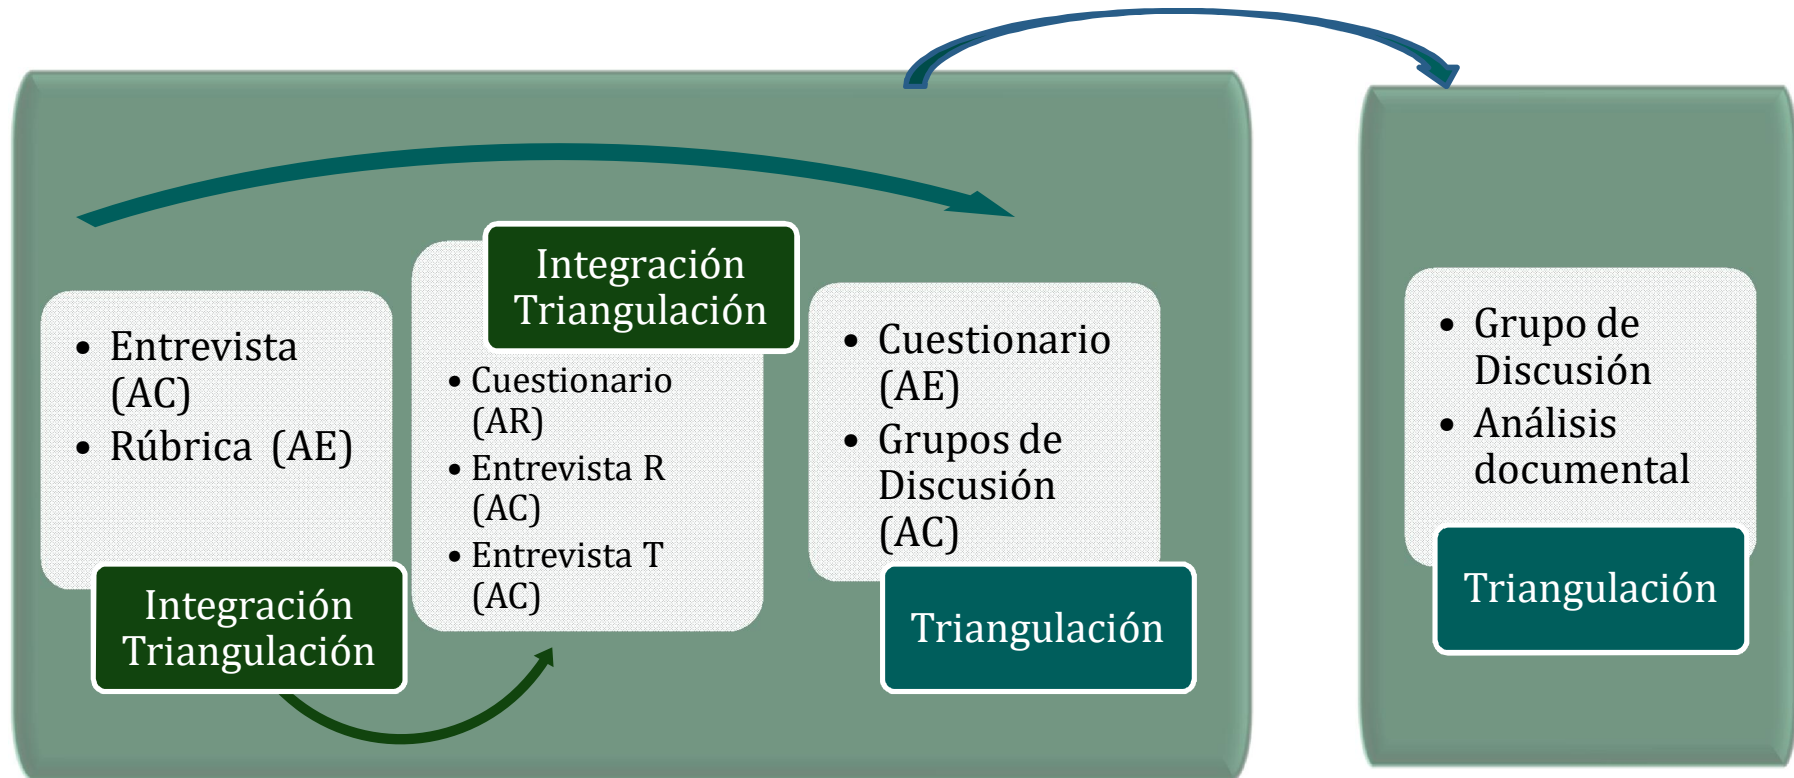 • Entrevista
(AC)
• Rúbrica (AE)
Integración
Triangulación
Integración
Triangulación
• Cuestionario
(AR)
• Entrevista R
(AC)
• Entrevista T
(AC)
• Cuestionario
(AE)
• Grupos de
Discusión
(AC)
Triangulación
• Grupo de
Discusión
• Análisis
documental
Triangulación